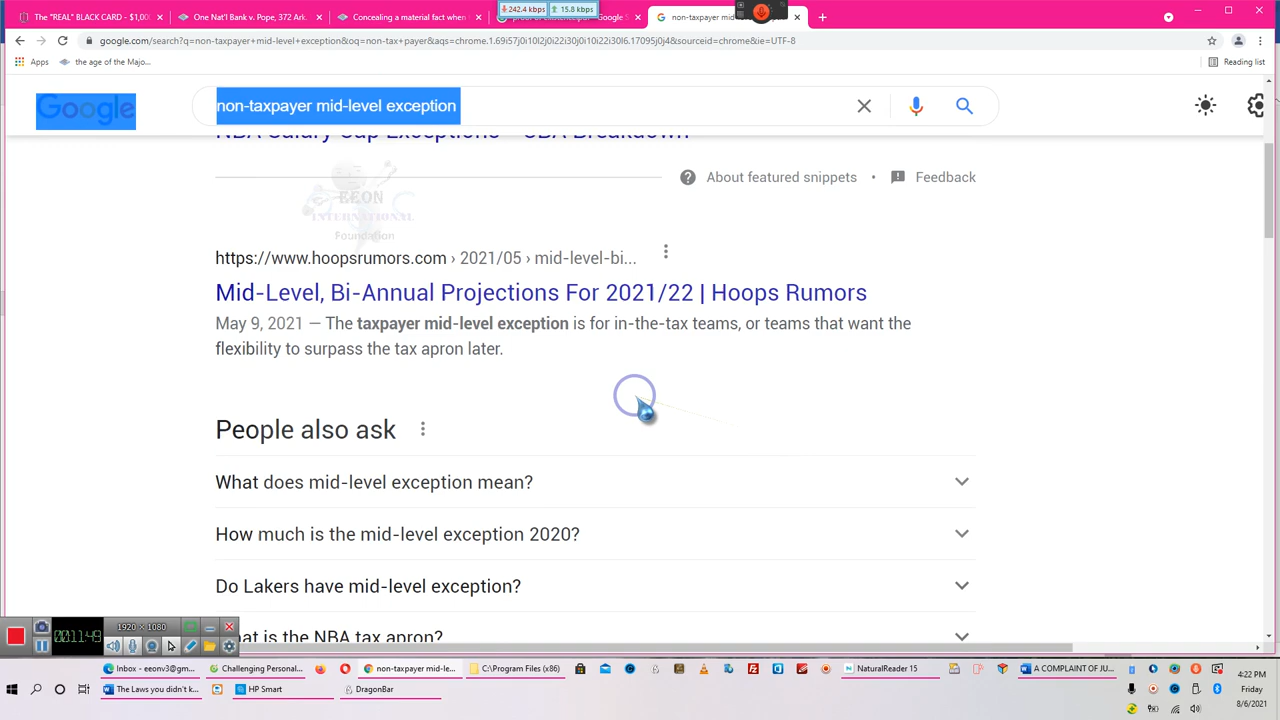 The "REAL" BLACK CARD - $1,00
One Nat'l Bank v. Pope, 372 Ark.
Concealing a material fact when
242.4 kbps
15.8 kbps
non-taxpayer mid-l
google.com/search?q=non-taxpayer+mid-level+exception&oq=non-tax+payer&aqs=chrome.1.69i57j0i10l2j0i22i30j0i10i22i30l6.17095j0j4&sourceid=chrome&ie=UTF-8
Apps
the age of the Majo...
Reading list
Google
non-taxpayer mid-level exception
NBA Salary Cap Exceptions - CBA Breakdown
About featured snippets
•
Feedback
EEON
INTERNATIONAL
Foundation
https://www.hoopsrumors.com › 2021/05 › mid-level-bi...
Mid-Level, Bi-Annual Projections For 2021/22 | Hoops Rumors
May 9, 2021 — The taxpayer mid-level exception is for in-the-tax teams, or teams that want the
flexibility to surpass the tax apron later.
People also ask
What does mid-level exception mean?
How much is the mid-level exception 2020?
Do Lakers have mid-level exception?
What is the NBA tax apron?
1920 × 1080
00:11:49
Inbox - eeonv3@gm...
Challenging Personal...
non-taxpayer mid-le...
C:\Program Files (x86)
NaturalReader 15
A COMPLAINT OF JU...
The Laws you didn't k...
HP Smart
DragonBar
4:22 PM
Friday
8/6/2021